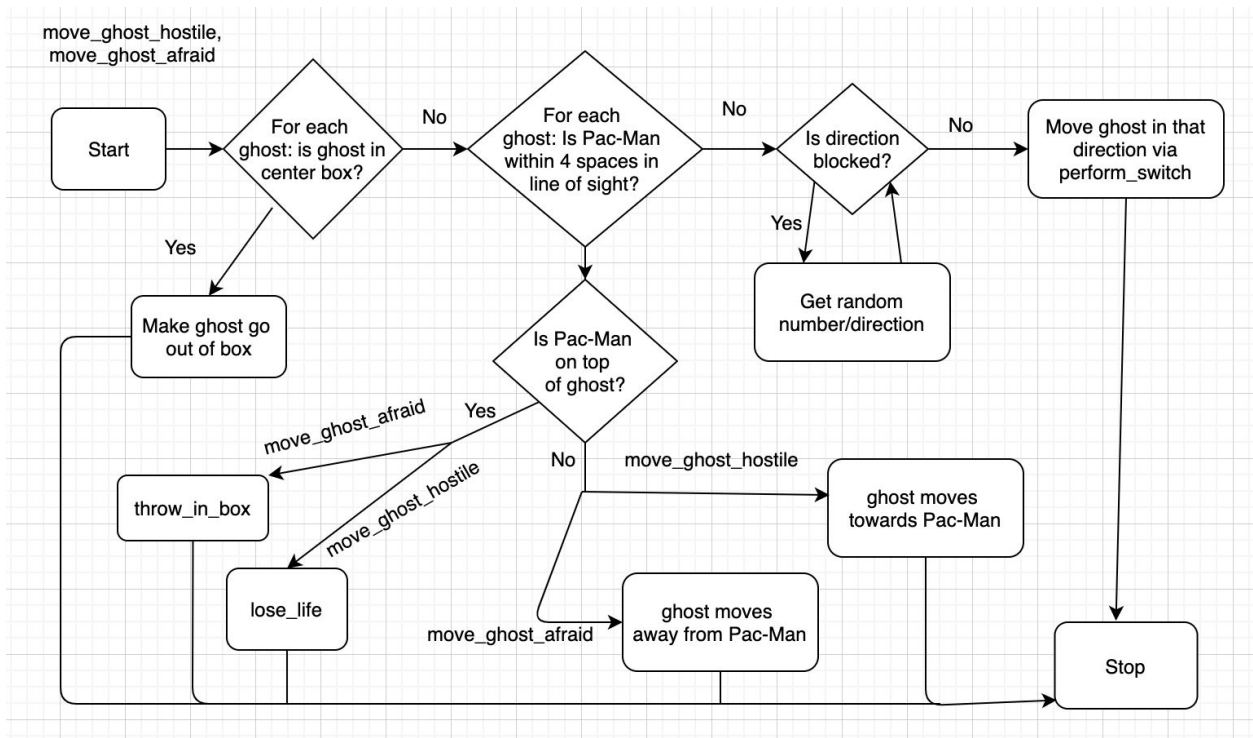 move_ghost_hostile,
move_ghost_afraid
Start
For each
ghost: is ghost in
center box?
No
For each
ghost: Is Pac-Man
within 4 spaces in
line of sight?
No
Is direction
blocked?
No
Move ghost in that
direction via
perform_switch
Yes
Make ghost go
out of box
Yes
Get random
number/direction
Is Pac-Man
on top
of ghost?
Yes
move_ghost_afraid
move_ghost_hostile
No
move_ghost_hostile
throw_in_box
lose_life
ghost moves
towards Pac-Man
move_ghost_afraid
ghost moves
away from Pac-Man
Stop